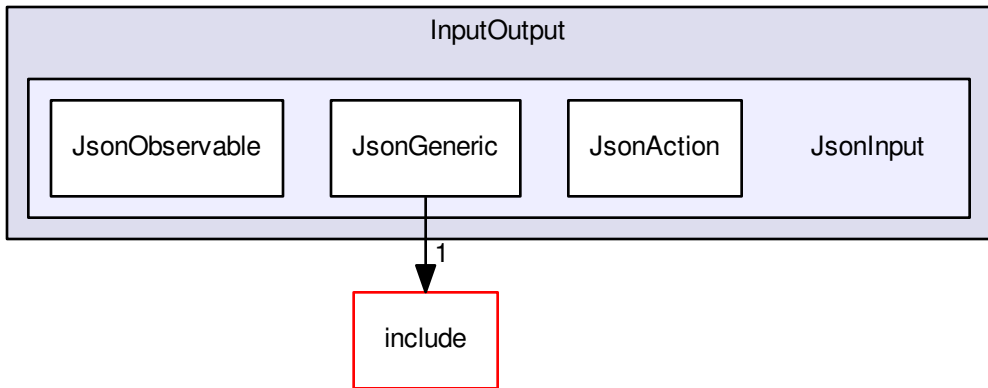 InputOutput
JsonObservable
JsonGeneric
JsonAction
JsonInput
1
include